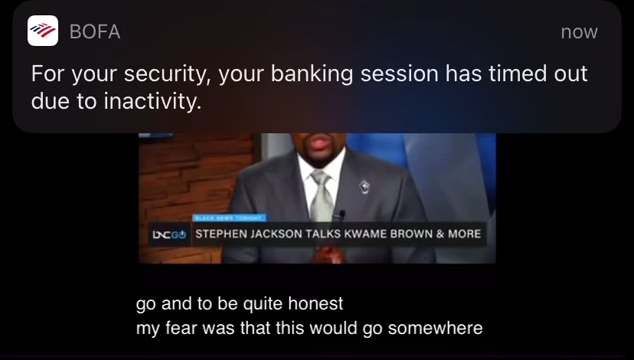 BOFA
now
For your security, your banking session has timed out
due to inactivity.
BLACK NEWS TONIGHT
BNCGO
STEPHEN JACKSON TALKS KWAME BROWN & MORE
go and to be quite honest
my fear was that this would go somewhere